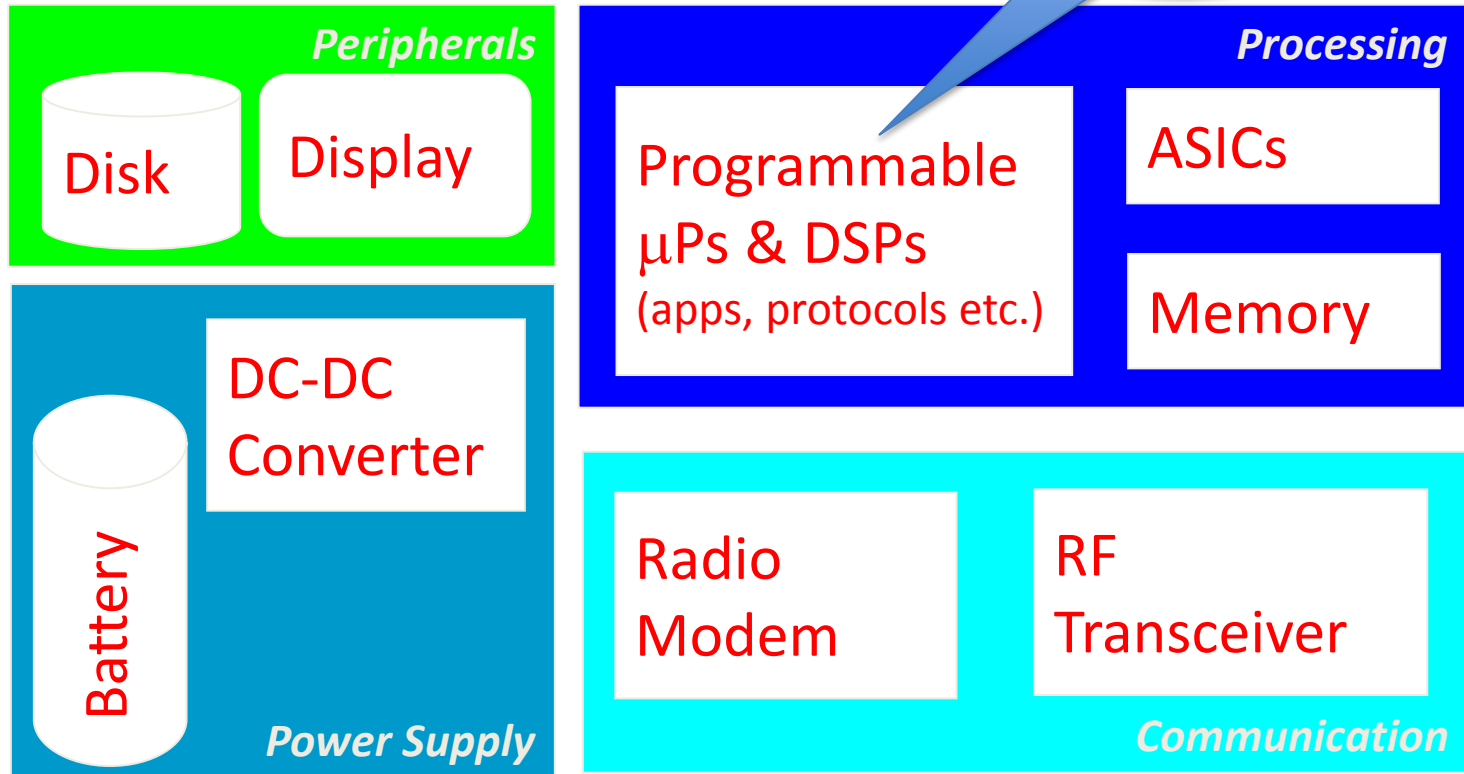 Peripherals
Disk
Display
Processing
Programmable
μPs & DSPs
(apps, protocols etc.)
ASICs
Memory
DC-DC
Converter
Battery
Power Supply
Radio
Modem
RF
Transceiver
Communication